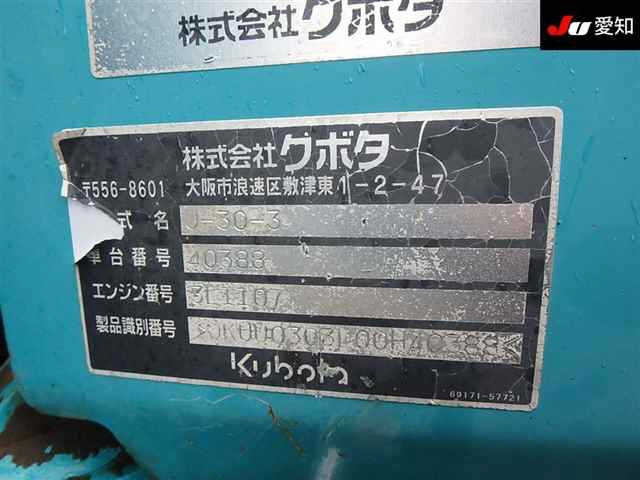 株式会社クボタ
JU愛知
株式会社クボタ
〒556-8601 大阪市浪速区敷津東1-2-47
式名 U-30-3
車台番号 40388
エンジン番号
製品識別番号
Kubota
69171-57721